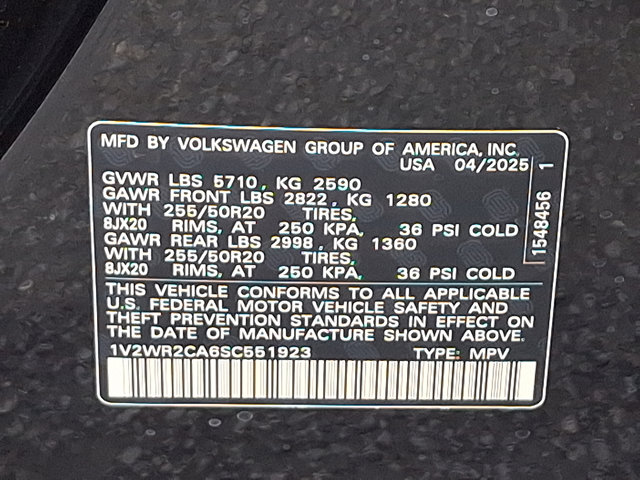 MFD BY VOLKSWAGEN GROUP OF AMERICA, INC.
USA 04/2025
GVWR LBS 5710, KG 2590
GAWR FRONT LBS 2822, KG 1280
WITH 255/50R20 TIRES,
8JX20 RIMS, AT 250 KPA, 36 PSI COLD
GAWR REAR LBS 2998, KG 1360
WITH 255/50R20 TIRES,
8JX20 RIMS, AT 250 KPA, 36 PSI COLD
1548456 1
THIS VEHICLE CONFORMS TO ALL APPLICABLE
U.S. FEDERAL MOTOR VEHICLE SAFETY AND
THEFT PREVENTION STANDARDS IN EFFECT ON
THE DATE OF MANUFACTURE SHOWN ABOVE.
1V2WR2CA6SC551923 TYPE: MPV